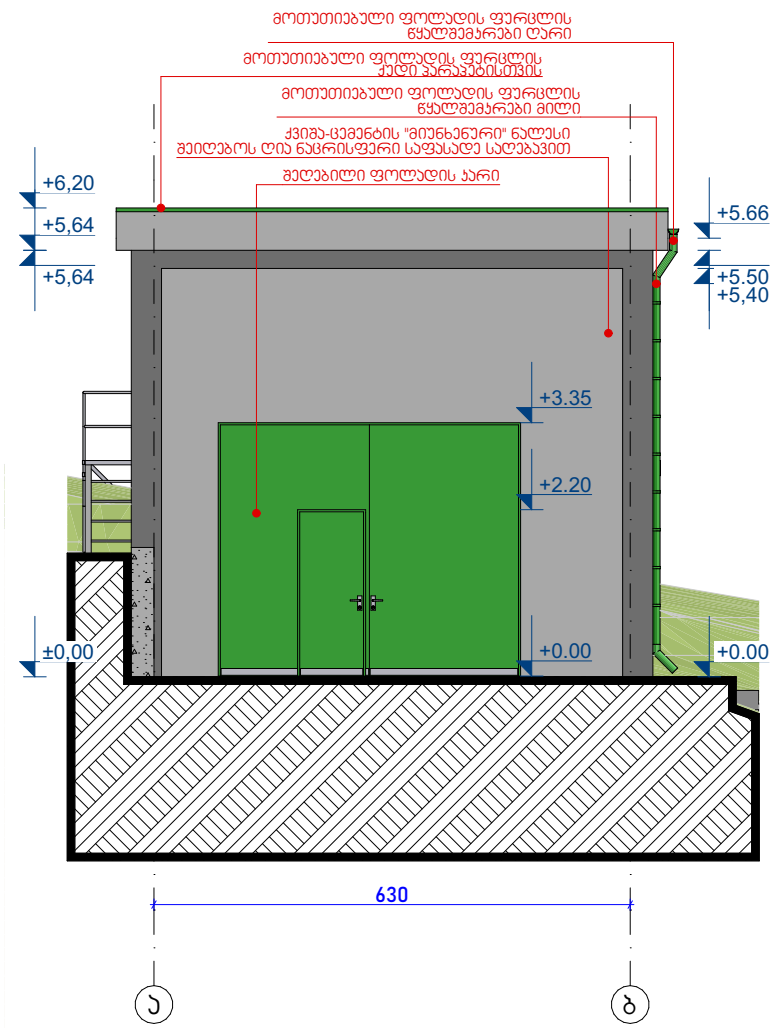 მოთუთიებული ფოლადის ფურცლის
წყალშემკრები ღარი
მოთუთიებული ფოლადის ფურცლის
ქუდი პარაპეტისთვის
მოთუთიებული ფოლადის ფურცლის
წყალშემკრები მილი
ქვიშა-ცემენტის "მიუნხენური" ნალესი
შეიღებოს ღია ნაცრისფერი საფასადე საღებავით
შეღებილი ფოლადის კარი
+6,20
+5,64
+5,64
+5.66
+5.50
+5,40
+3.35
+2.20
±0,00
+0.00
+0.00
630
ა
ბ